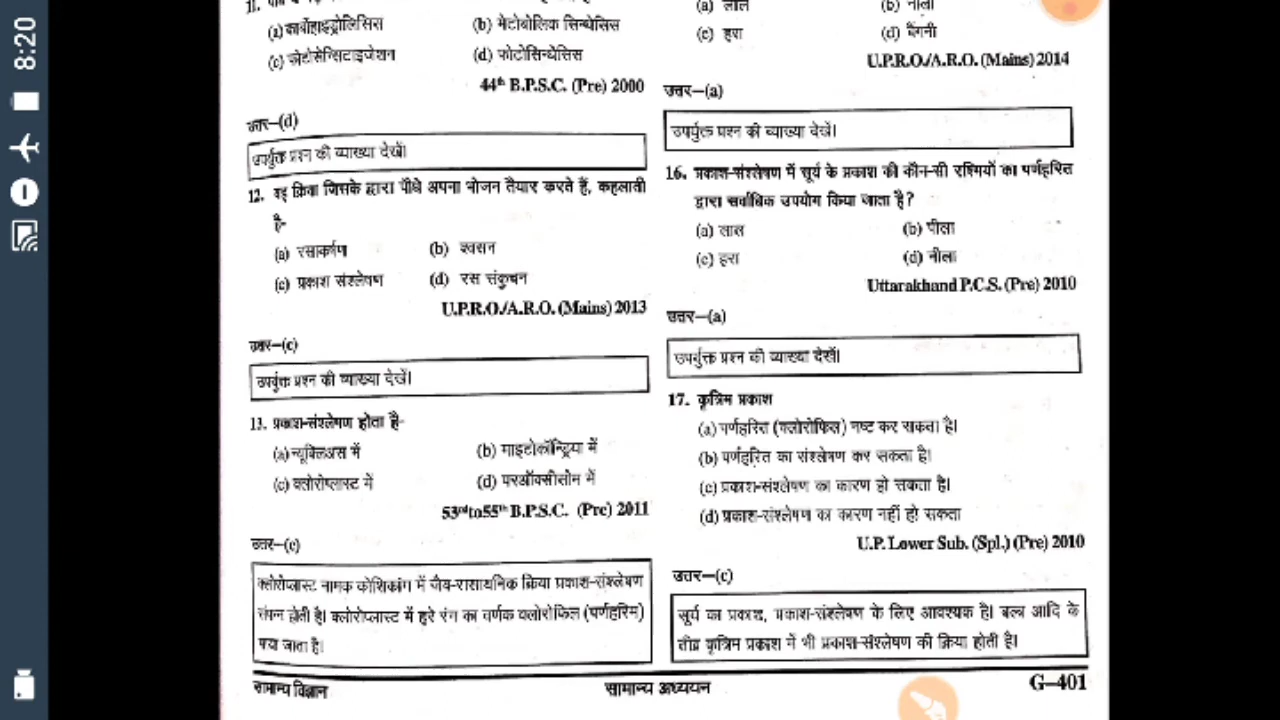 8:20
(a) कार्बोहाइड्रोलिसिस (b) मेटाबोलिक सिन्थेसिस
(c) फोटोसेन्सिटाइजेशन (d) फोटोसिन्थेसिस
44th B.P.S.C. (Pre) 2000
उत्तर–(d)
उपर्युक्त प्रश्न की व्याख्या देखें।
12. वह क्रिया जिसके द्वारा पौधे अपना भोजन तैयार करते हैं, कहलाती
है-
(a) रसाकर्षण (b) श्वसन
(c) प्रकाश संश्लेषण (d) रस संकुचन
U.P.R.O./A.R.O. (Mains) 2013
उत्तर–(c)
उपर्युक्त प्रश्न की व्याख्या देखें।
13. प्रकाश-संश्लेषण होता है-
(a) न्यूक्लिअस में (b) माइटोकॉन्ड्रिया में
(c) क्लोरोप्लास्ट में (d) परऑक्सीसोम में
53rd to 55th B.P.S.C. (Pre) 2011
उत्तर–(c)
क्लोरोप्लास्ट नामक कोशिकांग में जैव-रासायनिक क्रिया प्रकाश-संश्लेषण
संपन्न होती है। क्लोरोप्लास्ट में हरे रंग का वर्णक क्लोरोफिल (पर्णहरिम)
पाया जाता है।
(a) लाल (b) नीला
(c) हरा (d) बैंगनी
U.P.R.O./A.R.O. (Mains) 2014
उत्तर–(a)
उपर्युक्त प्रश्न की व्याख्या देखें।
16. प्रकाश-संश्लेषण में सूर्य के प्रकाश की कौन-सी रश्मियों का पर्णहरित
द्वारा सर्वाधिक उपयोग किया जाता है?
(a) लाल (b) पीला
(c) हरा (d) नीला
Uttarakhand P.C.S. (Pre) 2010
उत्तर–(a)
उपर्युक्त प्रश्न की व्याख्या देखें।
17. कृत्रिम प्रकाश
(a) पर्णहरित (क्लोरोफिल) नष्ट कर सकता है।
(b) पर्णहरित का संश्लेषण कर सकता है।
(c) प्रकाश-संश्लेषण का कारण हो सकता है।
(d) प्रकाश-संश्लेषण का कारण नहीं हो सकता
U.P. Lower Sub. (Spl.) (Pre) 2010
उत्तर–(c)
सूर्य का प्रकाश, प्रकाश-संश्लेषण के लिए आवश्यक है। बल्ब आदि के
तीव्र कृत्रिम प्रकाश में भी प्रकाश-संश्लेषण की क्रिया होती है।
सामान्य विज्ञान सामान्य अध्ययन G–401